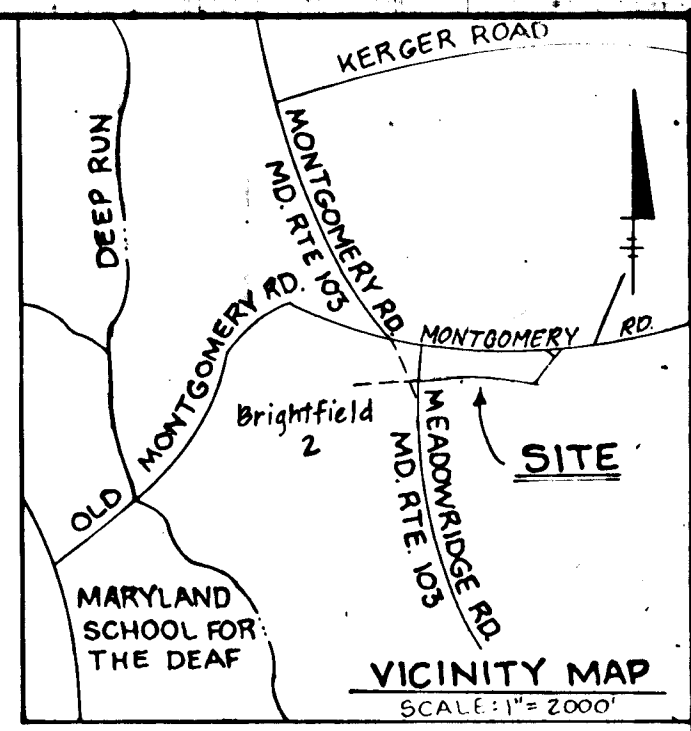 KERGER ROAD
DEEP RUN
MONTGOMERY RD.
MD. RTE 103
OLD MONTGOMERY RD.
MONTGOMERY RD.
Brightfield
2
MEADOWRIDGE RD.
MD. RTE. 103
SITE
MARYLAND
SCHOOL FOR
THE DEAF
VICINITY MAP
SCALE: 1" = 2000'